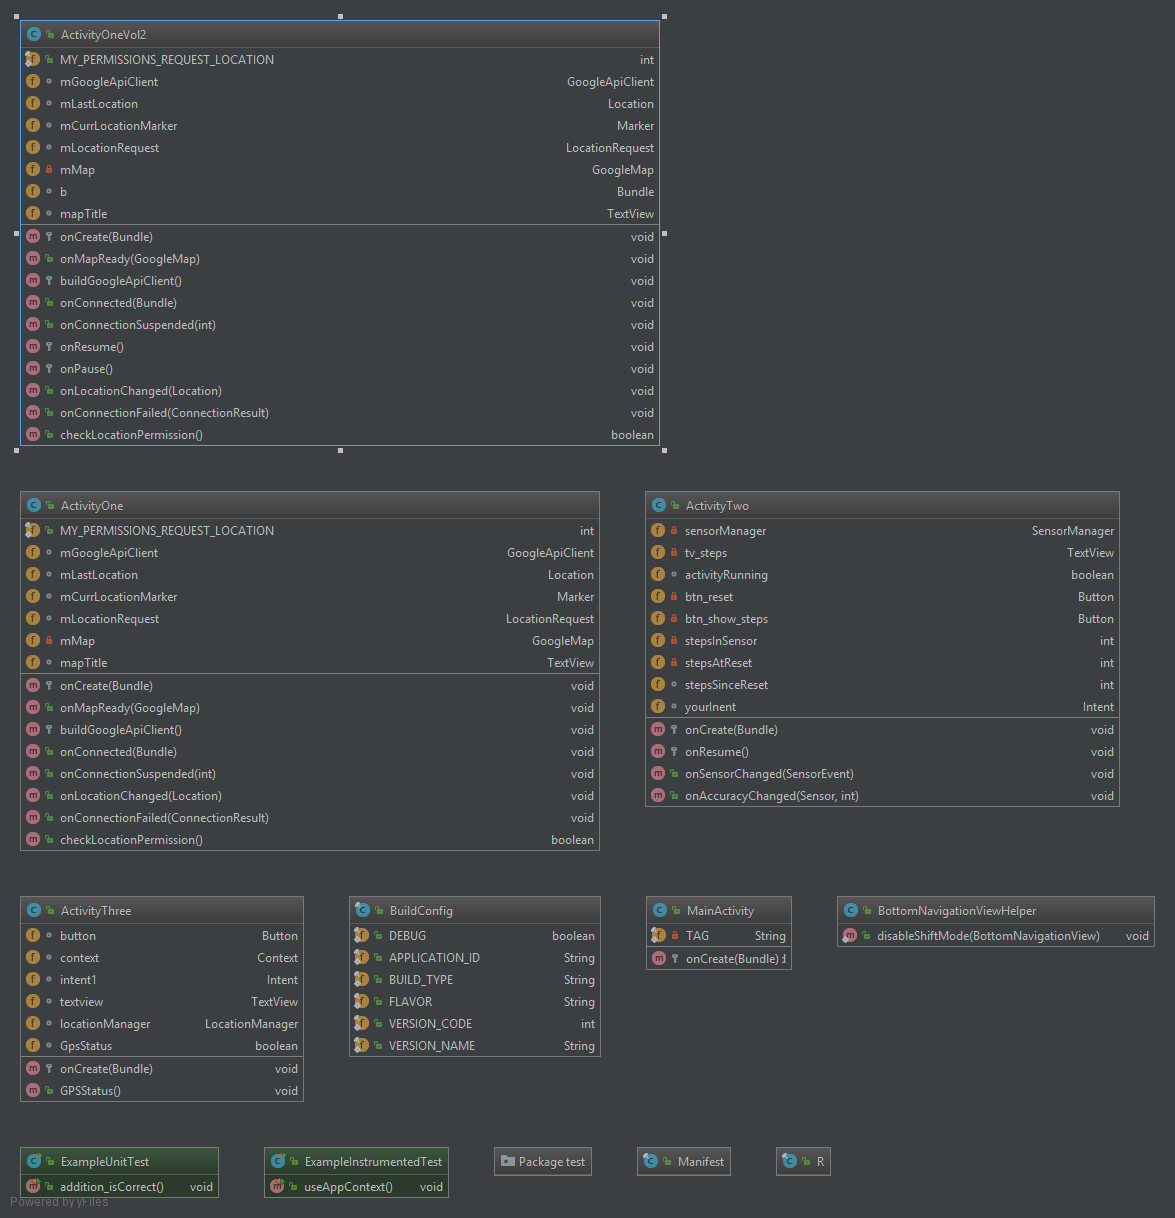 ActivityOneVol2
MY_PERMISSIONS_REQUEST_LOCATION int
mGoogleApiClient GoogleApiClient
mLastLocation Location
mCurrLocationMarker Marker
mLocationRequest LocationRequest
mMap GoogleMap
b Bundle
mapTitle TextView
onCreate(Bundle) void
onMapReady(GoogleMap) void
buildGoogleApiClient() void
onConnected(Bundle) void
onConnectionSuspended(int) void
onResume() void
onPause() void
onLocationChanged(Location) void
onConnectionFailed(ConnectionResult) void
checkLocationPermission() boolean
ActivityOne
MY_PERMISSIONS_REQUEST_LOCATION int
mGoogleApiClient GoogleApiClient
mLastLocation Location
mCurrLocationMarker Marker
mLocationRequest LocationRequest
mMap GoogleMap
mapTitle TextView
onCreate(Bundle) void
onMapReady(GoogleMap) void
buildGoogleApiClient() void
onConnected(Bundle) void
onConnectionSuspended(int) void
onLocationChanged(Location) void
onConnectionFailed(ConnectionResult) void
checkLocationPermission() boolean
ActivityTwo
sensorManager SensorManager
tv_steps TextView
activityRunning boolean
btn_reset Button
btn_show_steps Button
stepsInSensor int
stepsAtReset int
stepsSinceReset int
yourInent Intent
onCreate(Bundle) void
onResume() void
onSensorChanged(SensorEvent) void
onAccuracyChanged(Sensor, int) void
ActivityThree
button Button
context Context
intent1 Intent
textview TextView
locationManager LocationManager
GpsStatus boolean
onCreate(Bundle) void
GPSStatus() void
BuildConfig
DEBUG boolean
APPLICATION_ID String
BUILD_TYPE String
FLAVOR String
VERSION_CODE int
VERSION_NAME String
MainActivity
TAG String
onCreate(Bundle)
BottomNavigationViewHelper
disableShiftMode(BottomNavigationView) void
ExampleUnitTest
addition_isCorrect() void
ExampleInstrumentedTest
useAppContext() void
Package test
Manifest
R
Powered by yFiles